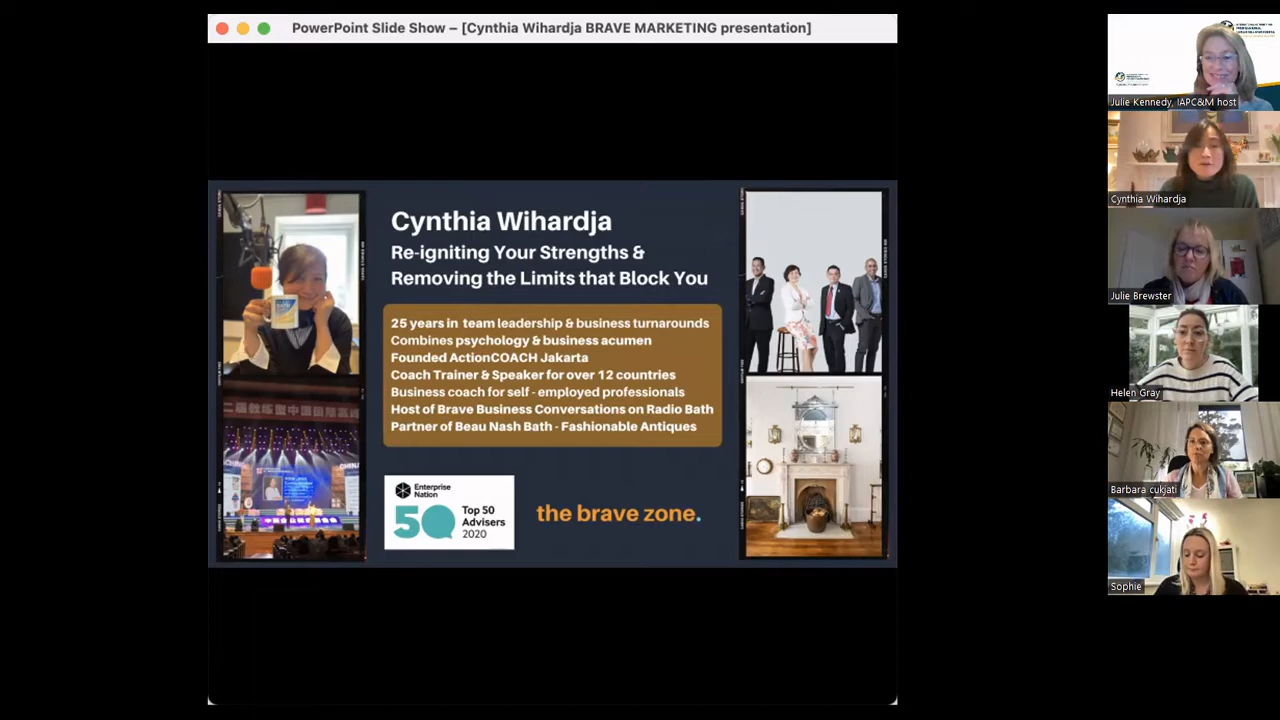 PowerPoint Slide Show – [Cynthia Wihardja BRAVE MARKETING presentation]
Cynthia Wihardja
Re-igniting Your Strengths &
Removing the Limits that Block You
25 years in team leadership & business turnarounds
Combines psychology & business acumen
Founded ActionCOACH Jakarta
Coach Trainer & Speaker for over 12 countries
Business coach for self - employed professionals
Host of Brave Business Conversations on Radio Bath
Partner of Beau Nash Bath - Fashionable Antiques
Enterprise
Nation
50
Top 50
Advisers
2020
the brave zone.
Julie Kennedy, IAPC&M host
Cynthia Wihardja
Julie Brewster
Helen Gray
Barbara cukjati
Sophie